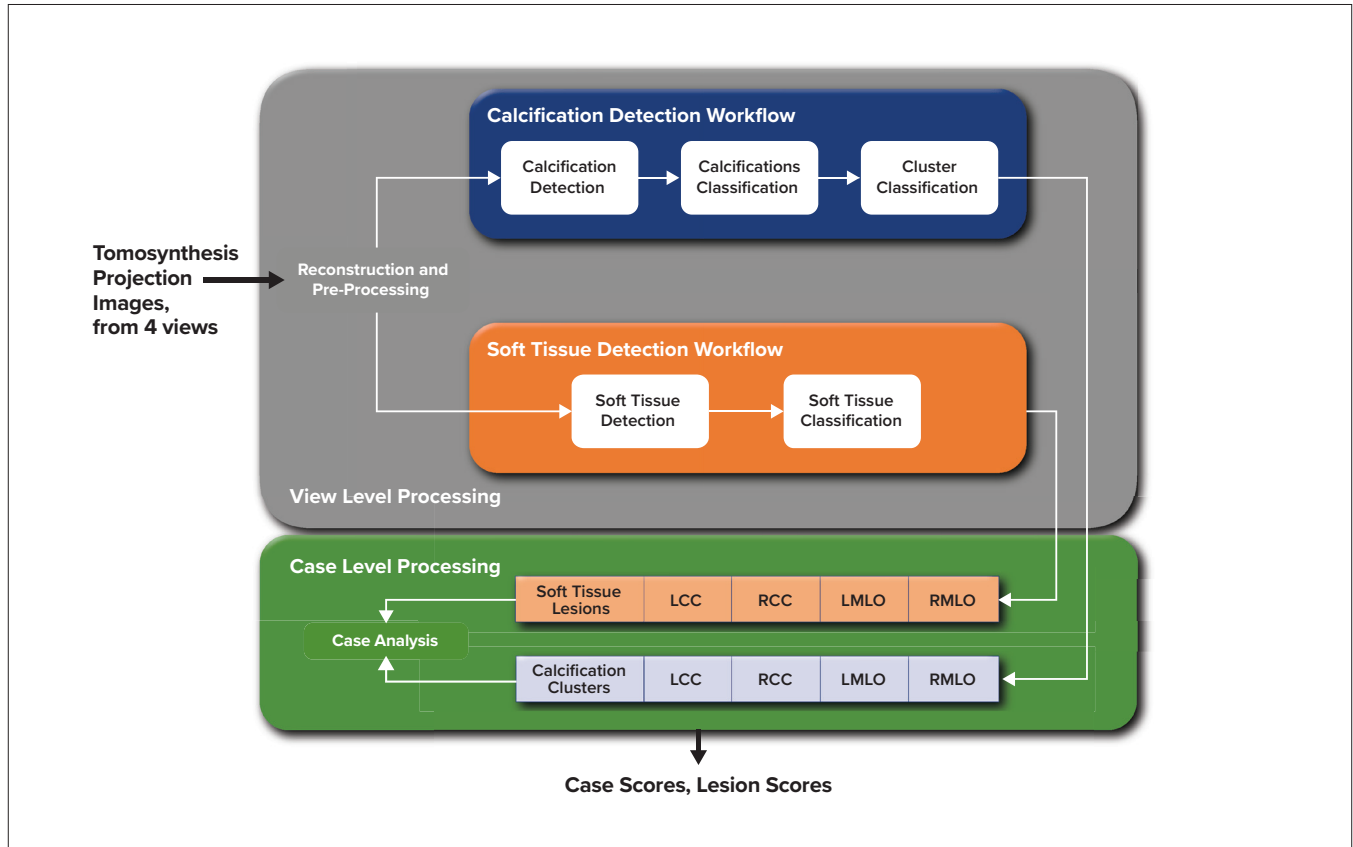 Calcification Detection Workflow
Calcification
Detection
Calcifications
Classification
Cluster
Classification
Tomosynthesis
Projection
Images,
from 4 views
Reconstruction and
Pre-Processing
Soft Tissue Detection Workflow
Soft Tissue
Detection
Soft Tissue
Classification
View Level Processing
Case Level Processing
Soft Tissue
Lesions
LCC
RCC
LMLO
RMLO
Case Analysis
Calcification
Clusters
LCC
RCC
LMLO
RMLO
Case Scores, Lesion Scores